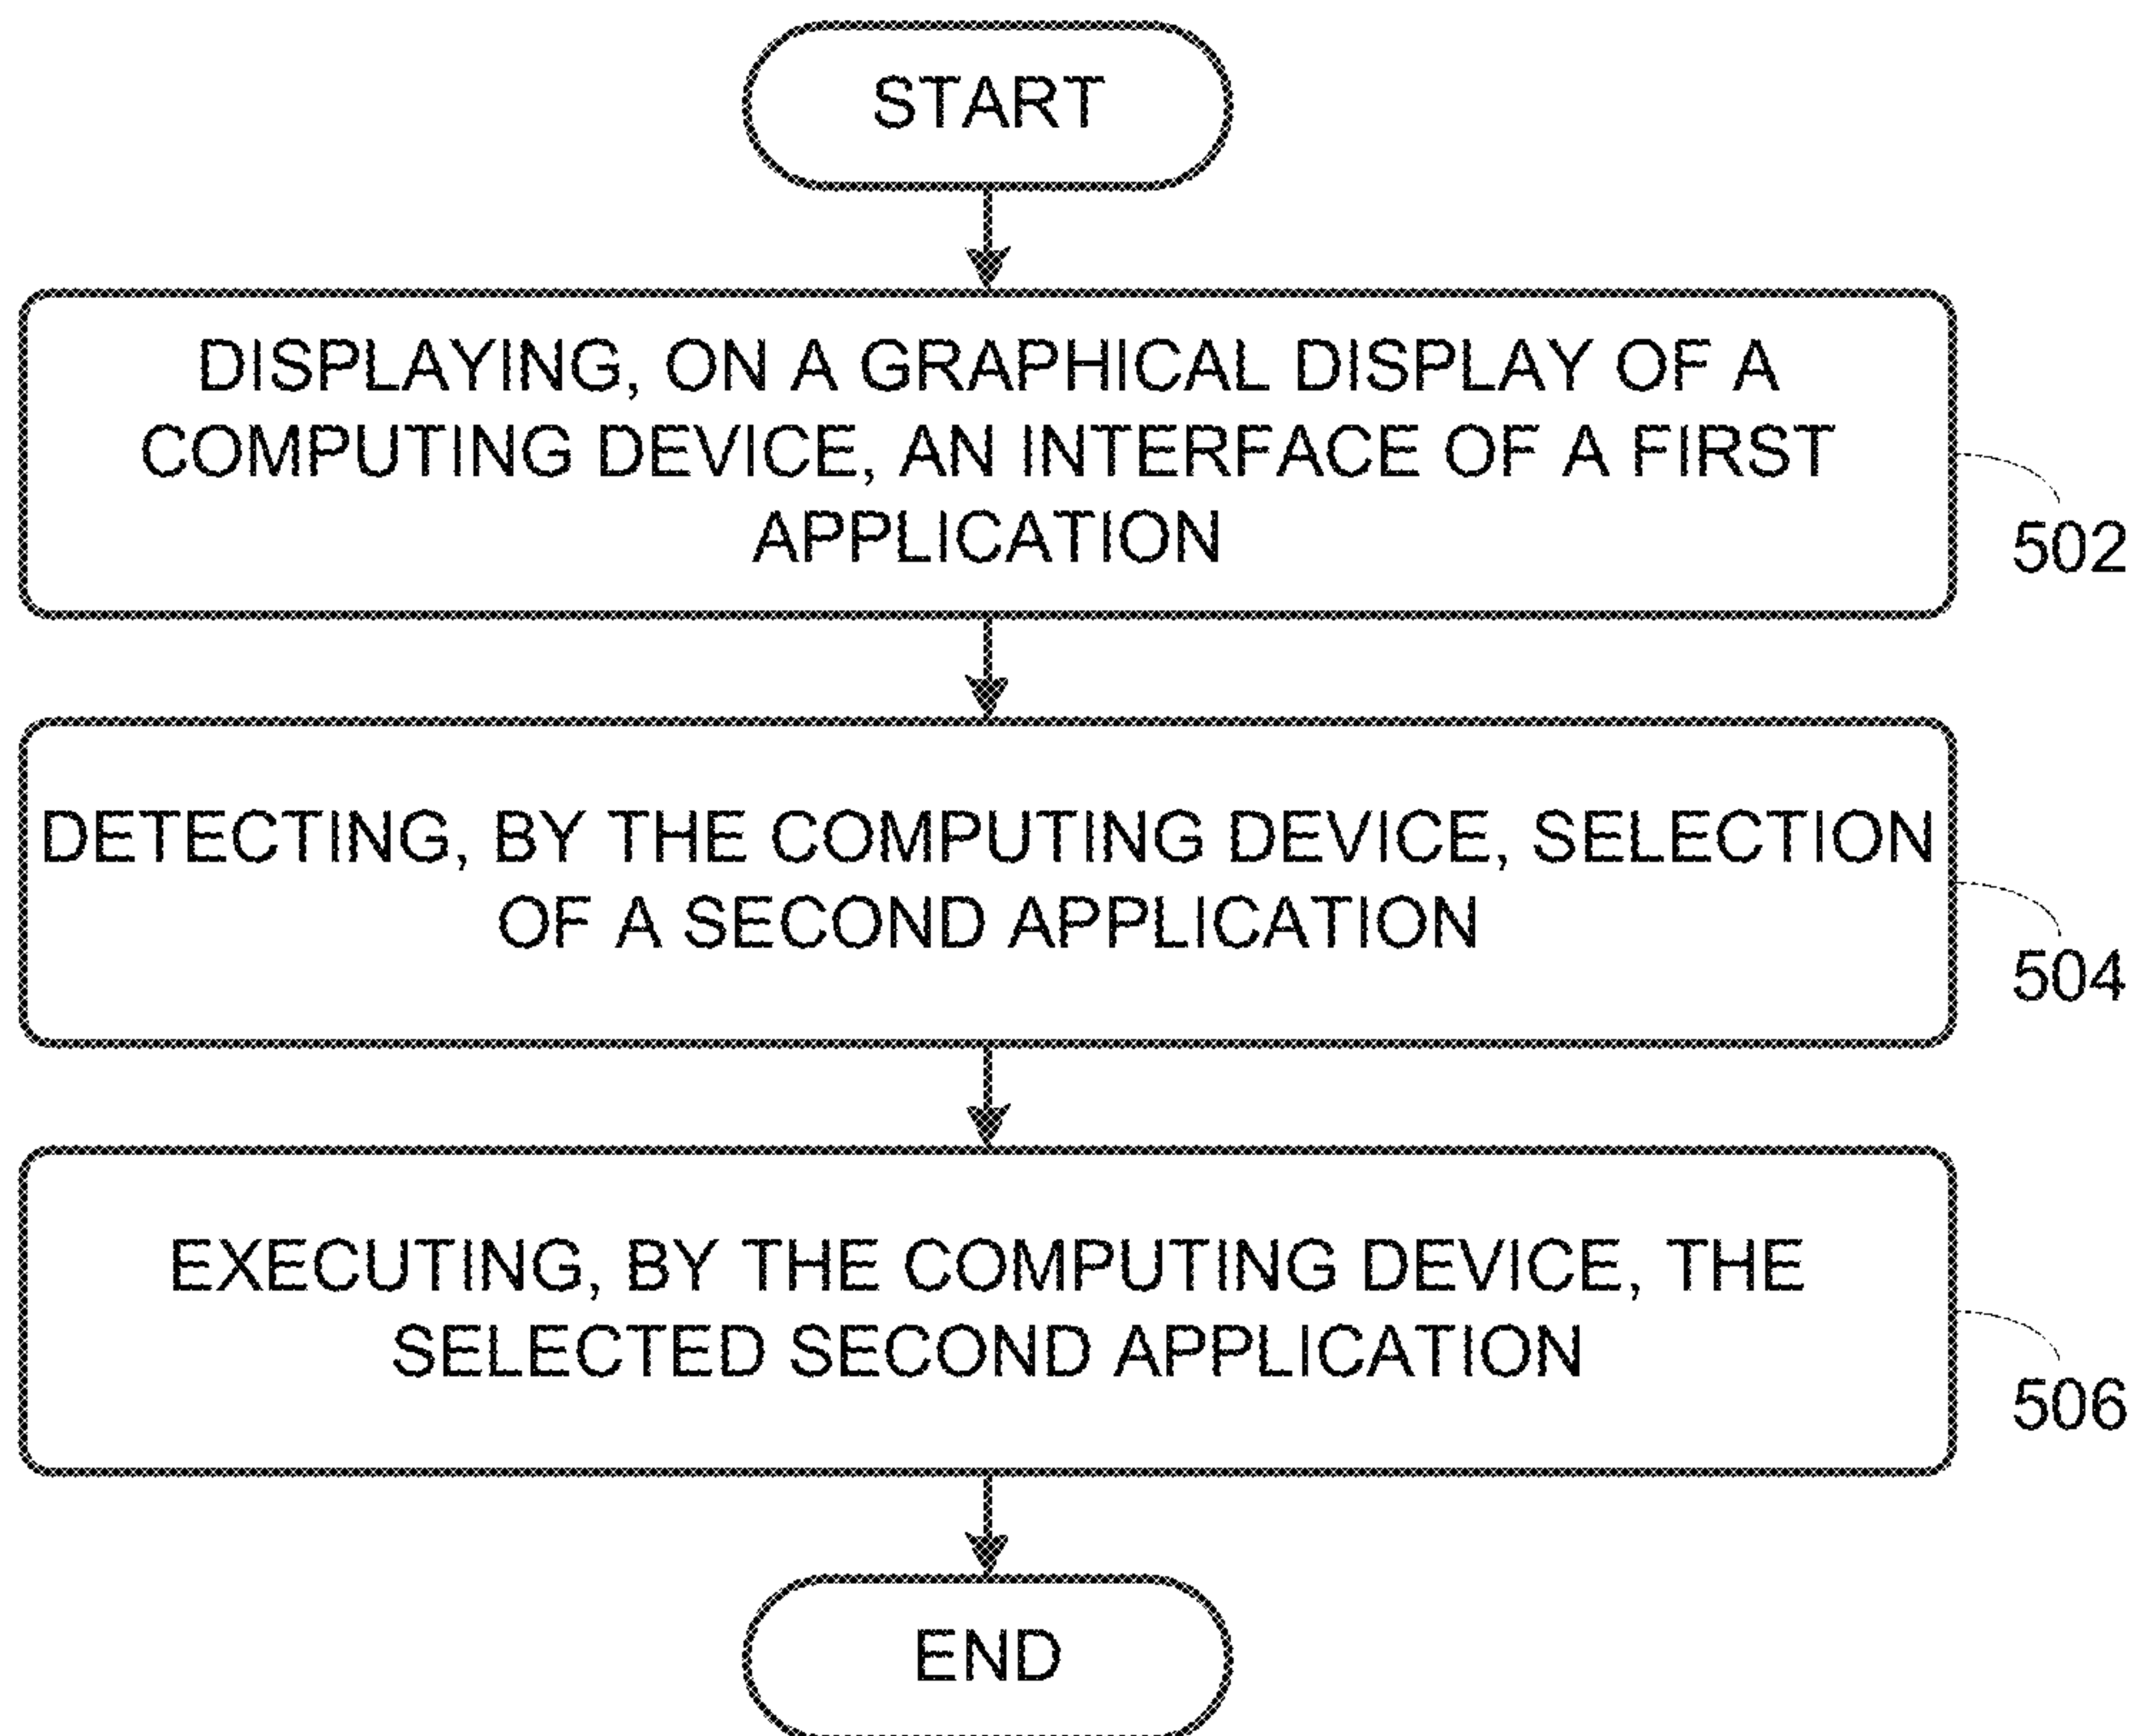 START
DISPLAYING, ON A GRAPHICAL DISPLAY OF A
COMPUTING DEVICE, AN INTERFACE OF A FIRST
APPLICATION
502
DETECTING, BY THE COMPUTING DEVICE, SELECTION
OF A SECOND APPLICATION
504
EXECUTING, BY THE COMPUTING DEVICE, THE
SELECTED SECOND APPLICATION
506
END